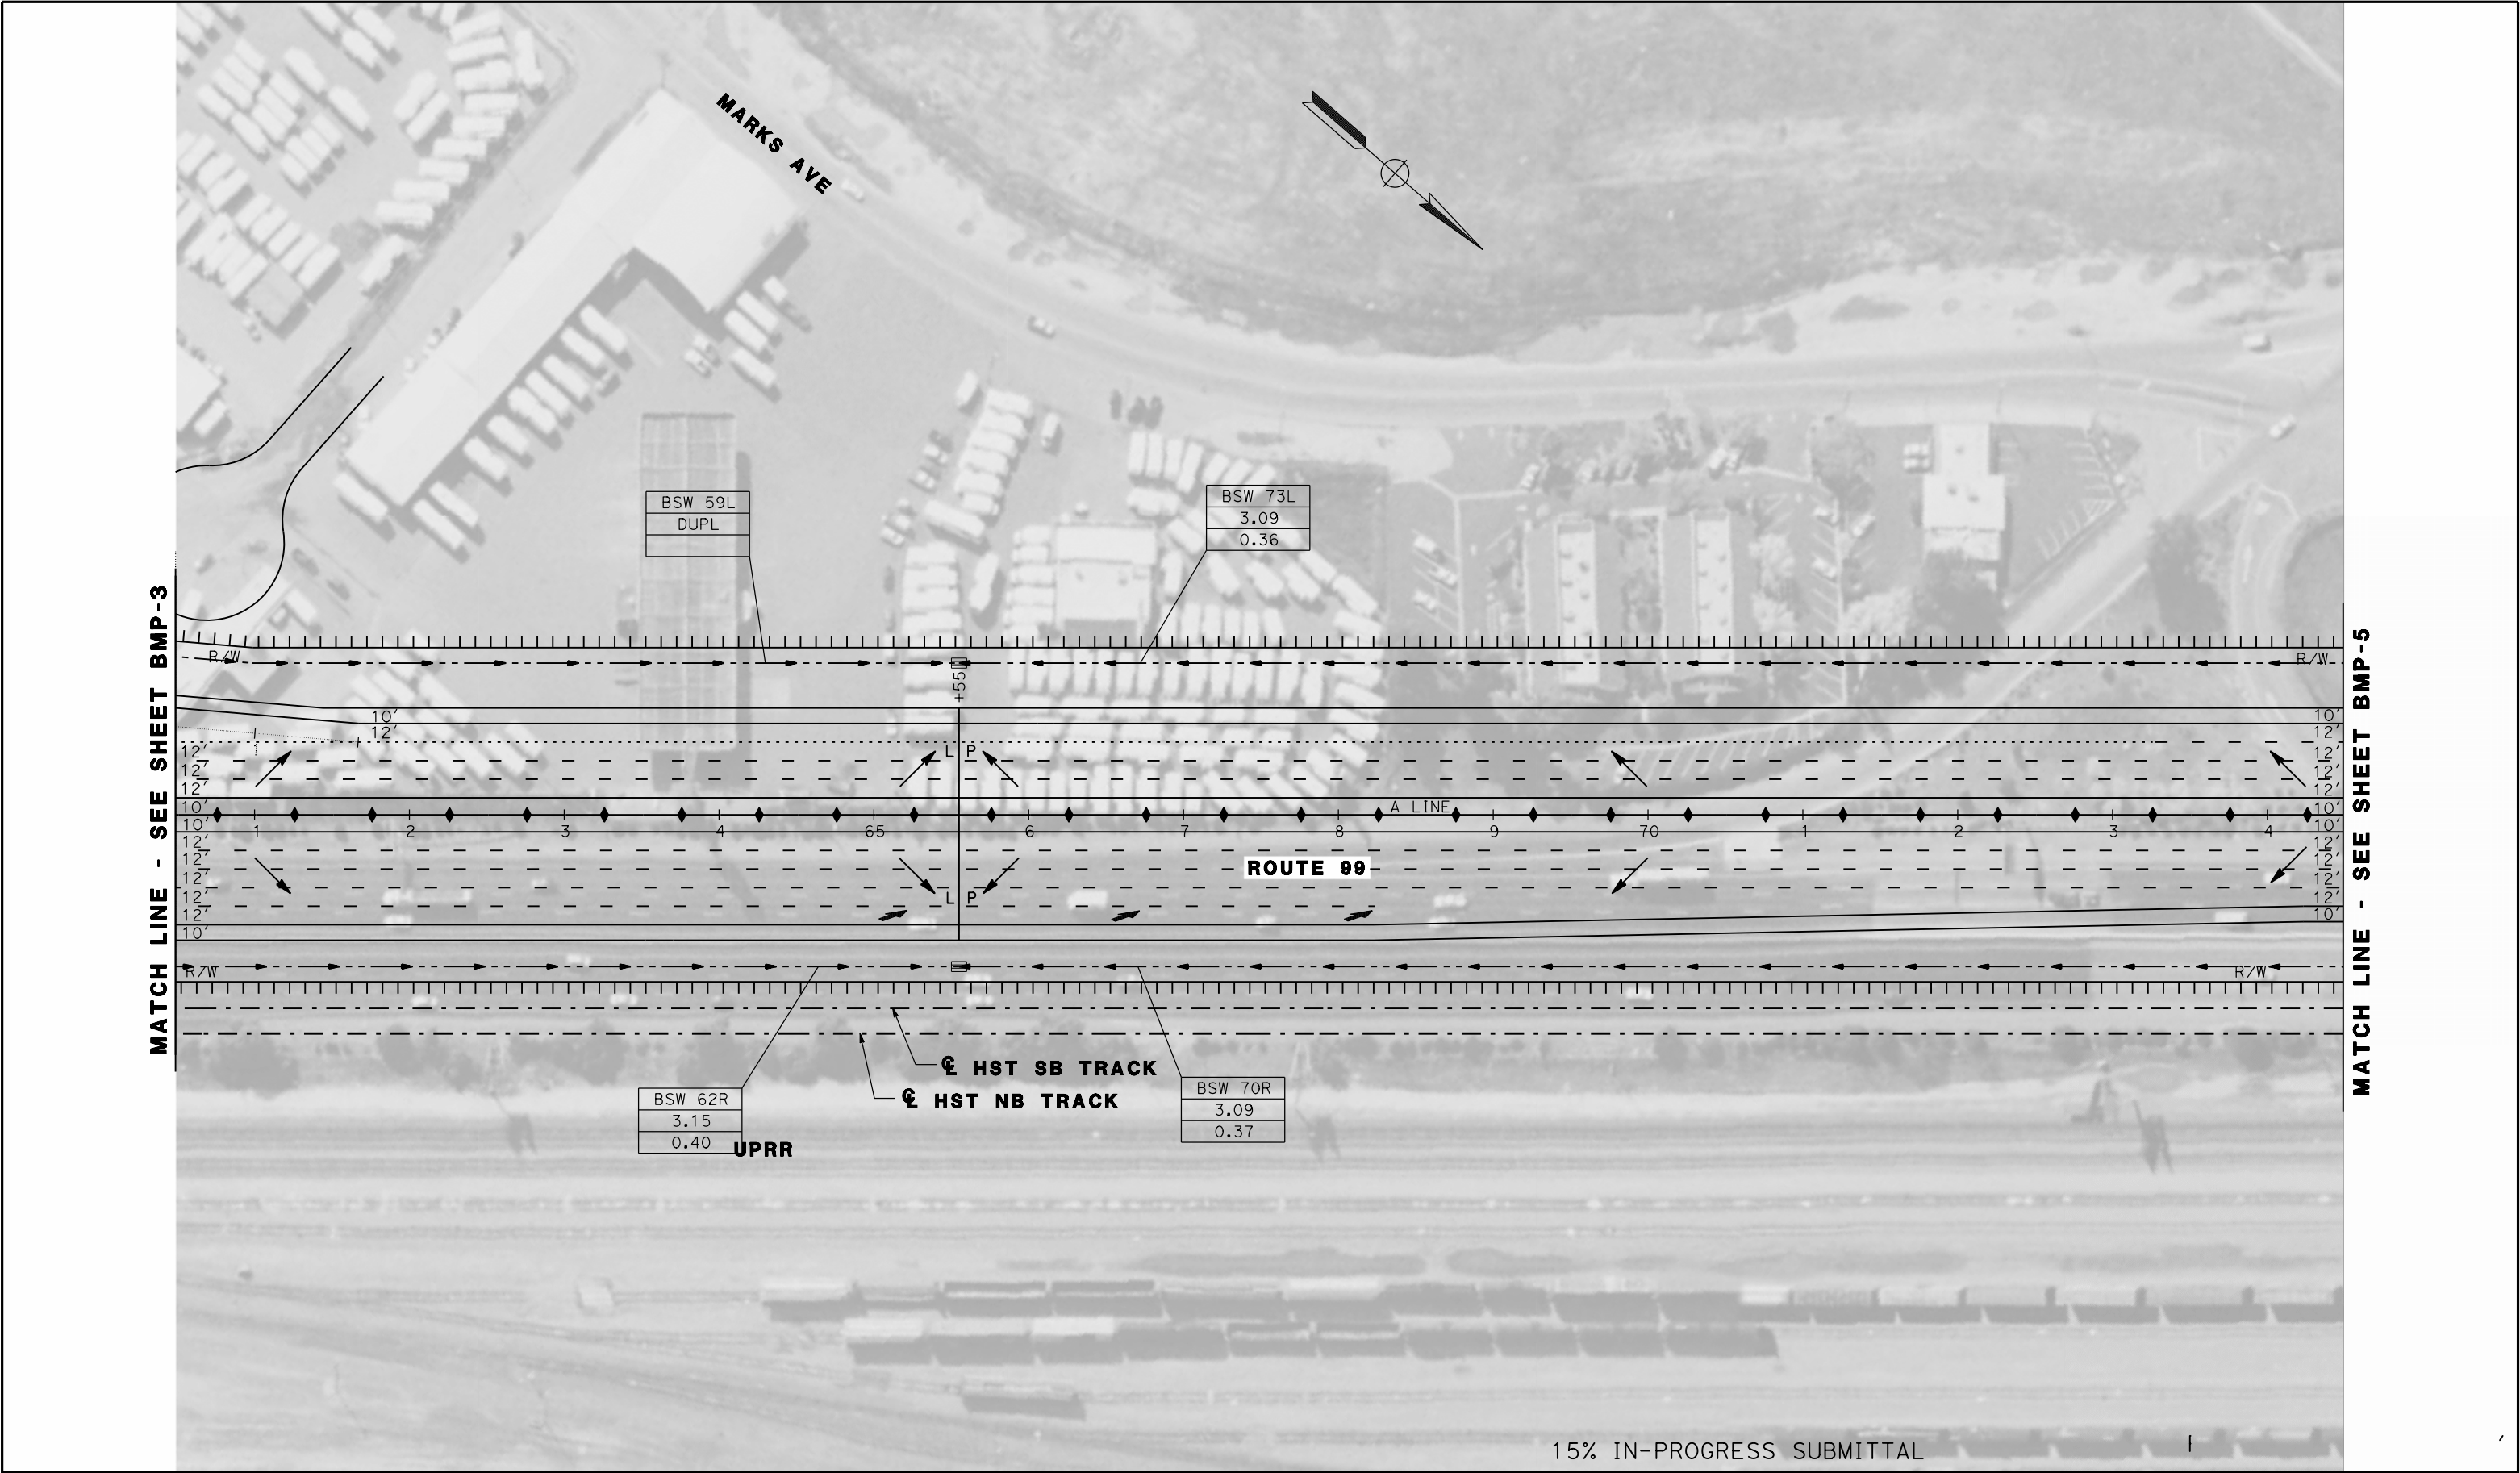 MARKS AVE
BSW 59L
DUPL
BSW 73L
3.09
0.36
MATCH LINE - SEE SHEET BMP-3
MATCH LINE - SEE SHEET BMP-5
R/W
R/W
+55
10'
12'
10'
12'
12'
12'
12'
12'
12'
12'
L P
10'
A LINE
10'
1 2 3 4 65 6 7 8 9 70 1 2 3 4
10'
10'
12'
12'
12'
12'
12'
12'
12'
ROUTE 99
L P
10'
10'
R/W
R/W
℄ HST SB TRACK
℄ HST NB TRACK
BSW 62R
3.15
0.40
UPRR
BSW 70R
3.09
0.37
15% IN-PROGRESS SUBMITTAL